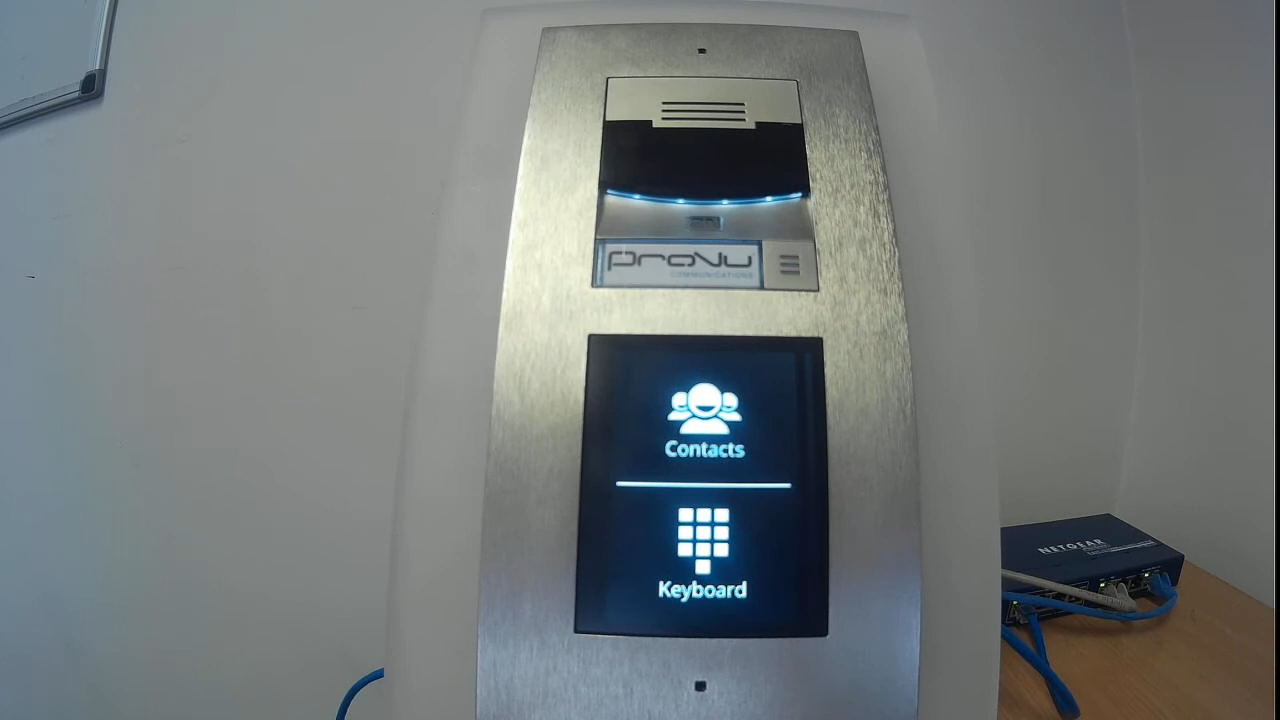 proVu
COMMUNICATIONS
Contacts
Keyboard
NETGEAR